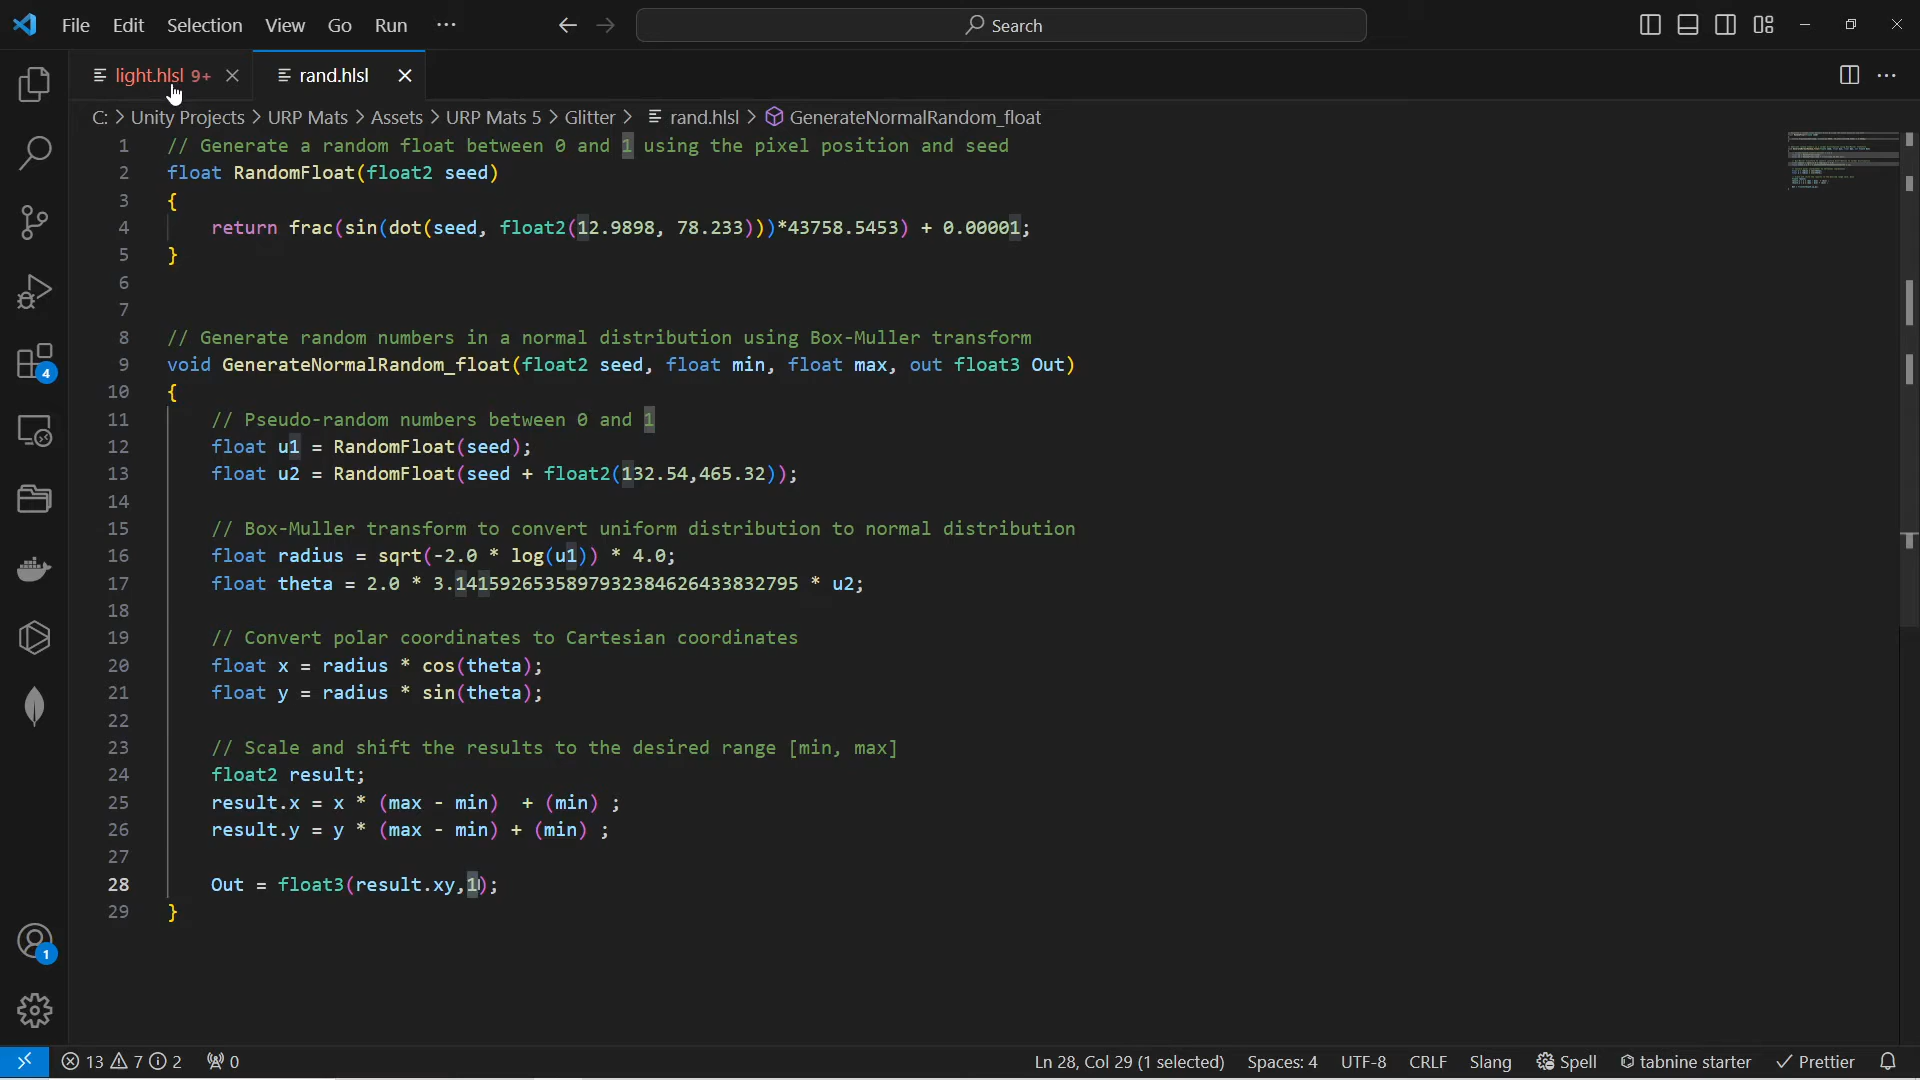 File Edit Selection View Go Run ··· Search
light.hlsl 9+ rand.hlsl
C: > Unity Projects > URP Mats > Assets > URP Mats 5 > Glitter > rand.hlsl > GenerateNormalRandom_float
1 // Generate a random float between 0 and 1 using the pixel position and seed
2 float RandomFloat(float2 seed)
3 {
4 return frac(sin(dot(seed, float2(12.9898, 78.233)))*43758.5453) + 0.00001;
5 }
6
7
8 // Generate random numbers in a normal distribution using Box-Muller transform
9 void GenerateNormalRandom_float(float2 seed, float min, float max, out float3 Out)
10 {
11 // Pseudo-random numbers between 0 and 1
12 float u1 = RandomFloat(seed);
13 float u2 = RandomFloat(seed + float2(132.54,465.32));
14
15 // Box-Muller transform to convert uniform distribution to normal distribution
16 float radius = sqrt(-2.0 * log(u1)) * 4.0;
17 float theta = 2.0 * 3.14159265358979323846264338​32795 * u2;
18
19 // Convert polar coordinates to Cartesian coordinates
20 float x = radius * cos(theta);
21 float y = radius * sin(theta);
22
23 // Scale and shift the results to the desired range [min, max]
24 float2 result;
25 result.x = x * (max - min)  + (min) ;
26 result.y = y * (max - min) + (min) ;
27
28 Out = float3(result.xy,1);
29 }
4
1
13 7 2 0 Ln 28, Col 29 (1 selected) Spaces: 4 UTF-8 CRLF Slang Spell tabnine starter Prettier